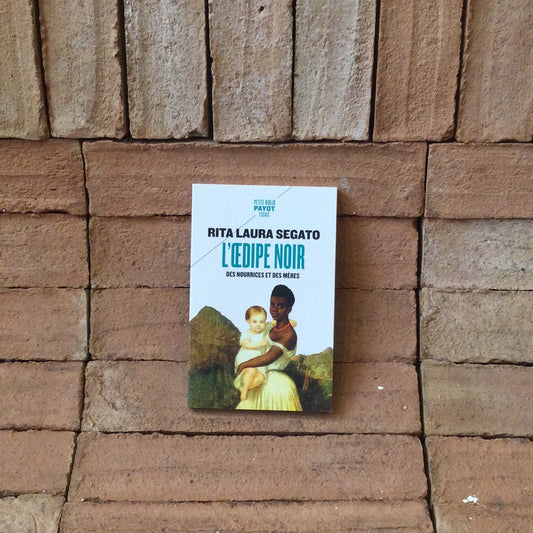 PETITE BIBLIO
PAYOT
ESSAIS
RITA LAURA SEGATO
L'ŒDIPE NOIR
DES NOURRICES ET DES MÈRES